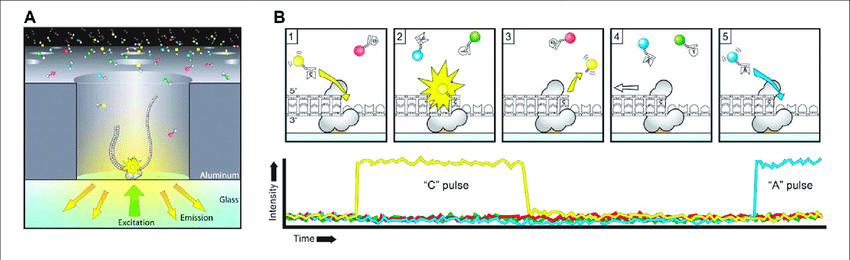 A
Aluminum
Glass
Emission
Excitation
B
1
2
3
4
5
5'
3'
C
A
Intensity
"C" pulse
"A" pulse
Time